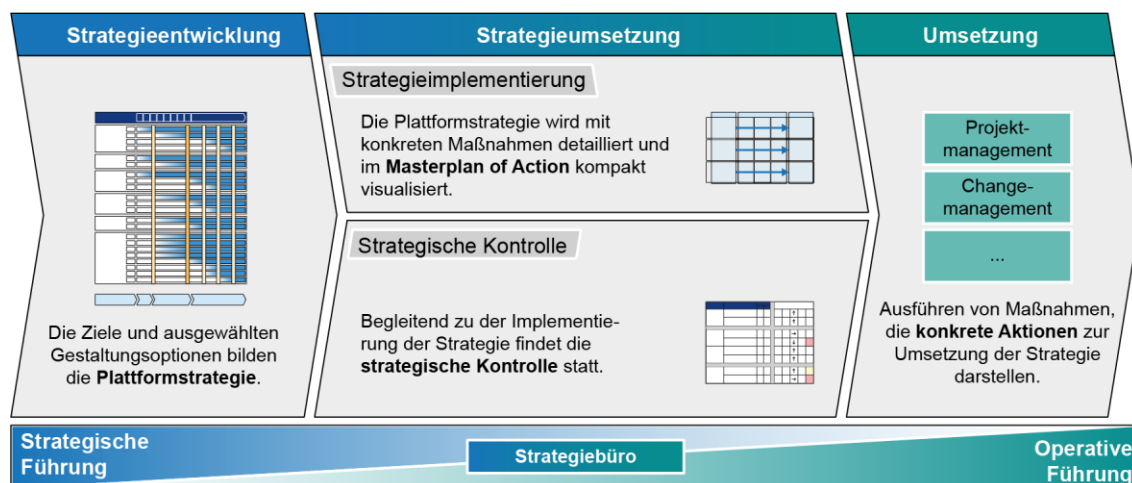 Strategieentwicklung
Die Ziele und ausgewählten
Gestaltungsoptionen bilden
die Plattformstrategie.
Strategieumsetzung
Strategieimplementierung
Die Plattformstrategie wird mit
konkreten Maßnahmen detailliert und
im Masterplan of Action kompakt
visualisiert.
Strategische Kontrolle
Begleitend zu der Implementie-
rung der Strategie findet die
strategische Kontrolle statt.
Umsetzung
Projekt-
management
Change-
management
...
Ausführen von Maßnahmen,
die konkrete Aktionen zur
Umsetzung der Strategie
darstellen.
Strategische
Führung
Strategiebüro
Operative
Führung